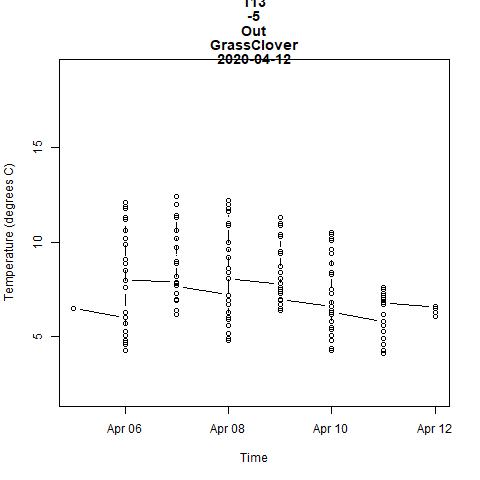 113
-5
Out
GrassClover
2020-04-12
15
10
5
Temperature (degrees C)
Apr 06
Apr 08
Apr 10
Apr 12
Time